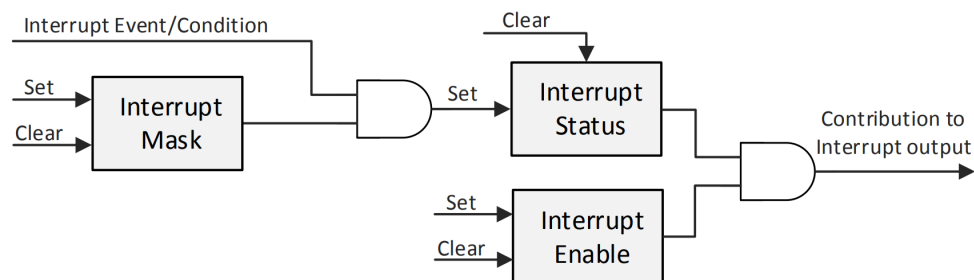 Interrupt Event/Condition
Clear
Set
Clear
Interrupt
Mask
Set
Interrupt
Status
Set
Clear
Interrupt
Enable
Contribution to
Interrupt output